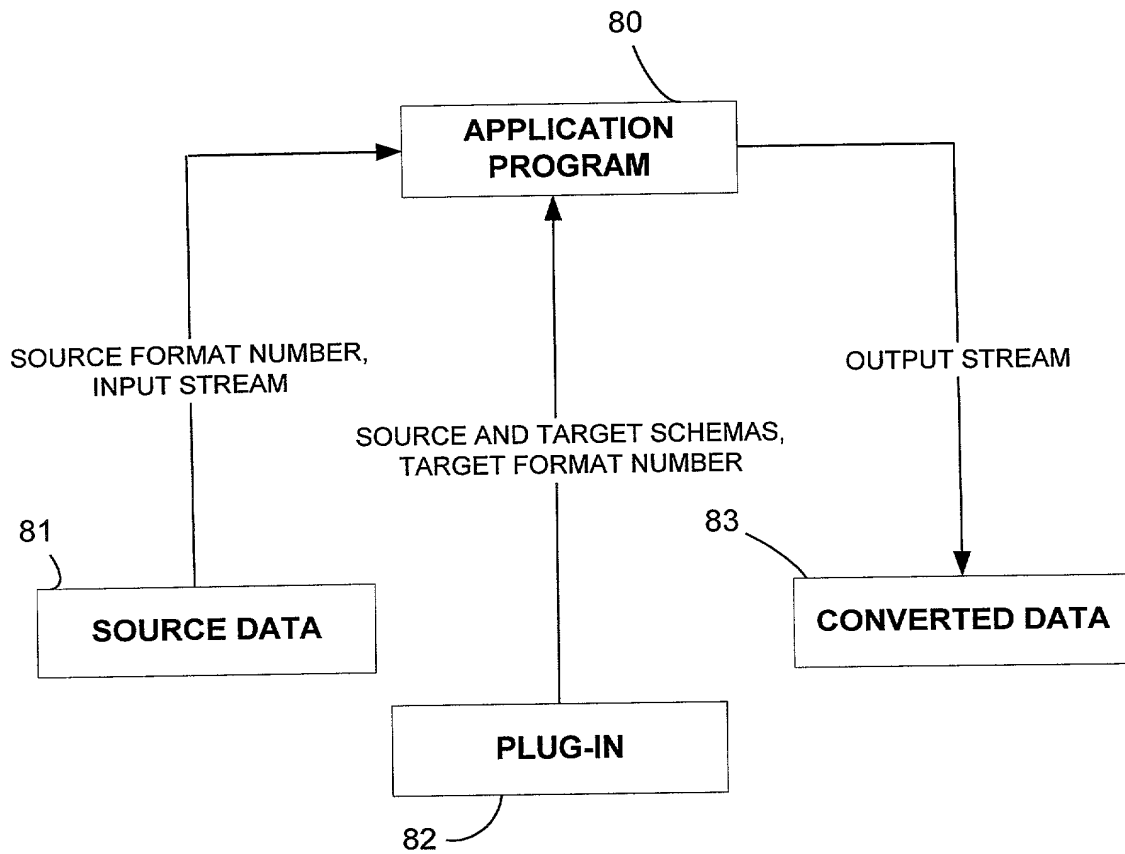 80
APPLICATION
PROGRAM
SOURCE FORMAT NUMBER,
INPUT STREAM
OUTPUT STREAM
SOURCE AND TARGET SCHEMAS,
TARGET FORMAT NUMBER
81
83
SOURCE DATA
CONVERTED DATA
PLUG-IN
82